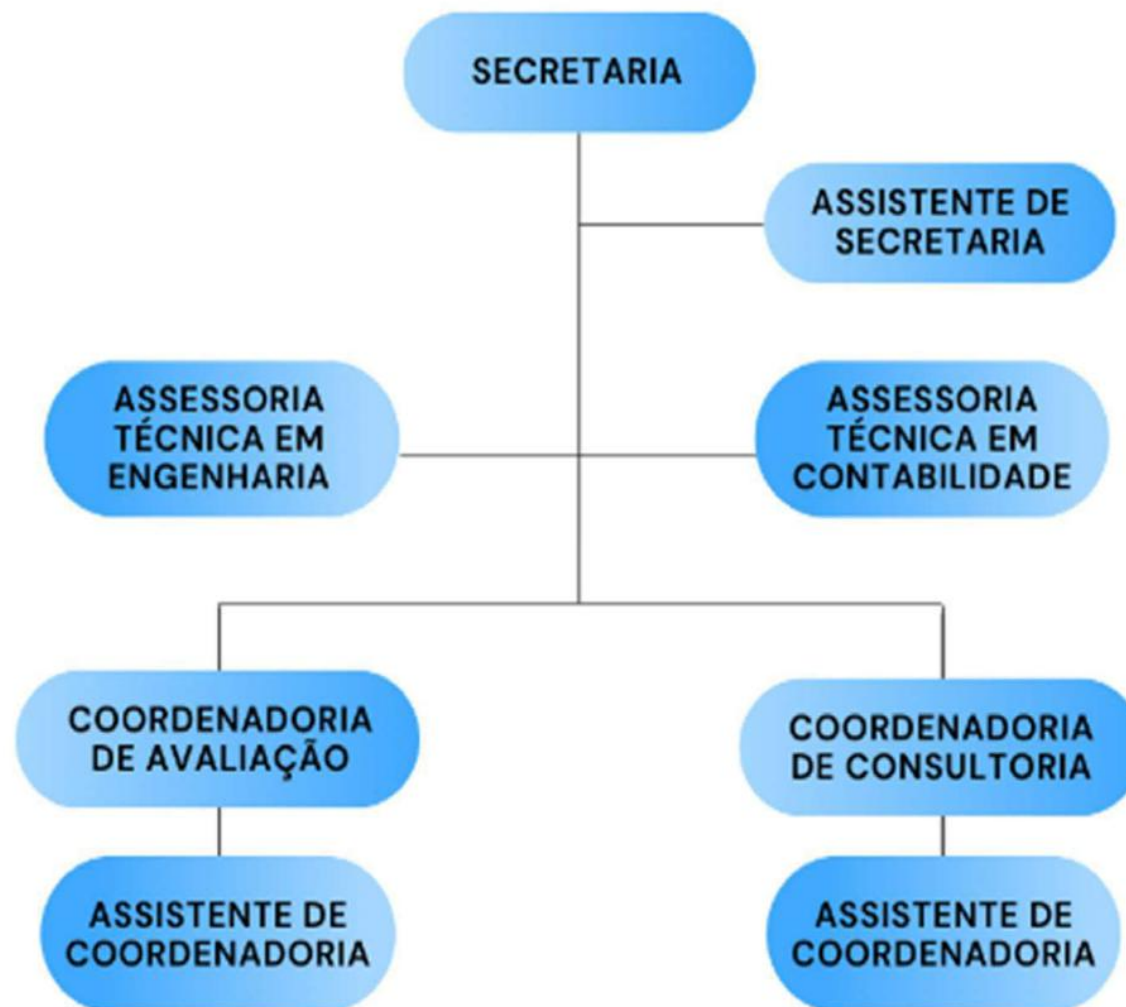 SECRETARIA
ASSISTENTE DE
SECRETARIA
ASSESSORIA
TÉCNICA EM
ENGENHARIA
ASSESSORIA
TÉCNICA EM
CONTABILIDADE
COORDENADORIA
DE AVALIAÇÃO
COORDENADORIA
DE CONSULTORIA
ASSISTENTE DE
COORDENADORIA
ASSISTENTE DE
COORDENADORIA